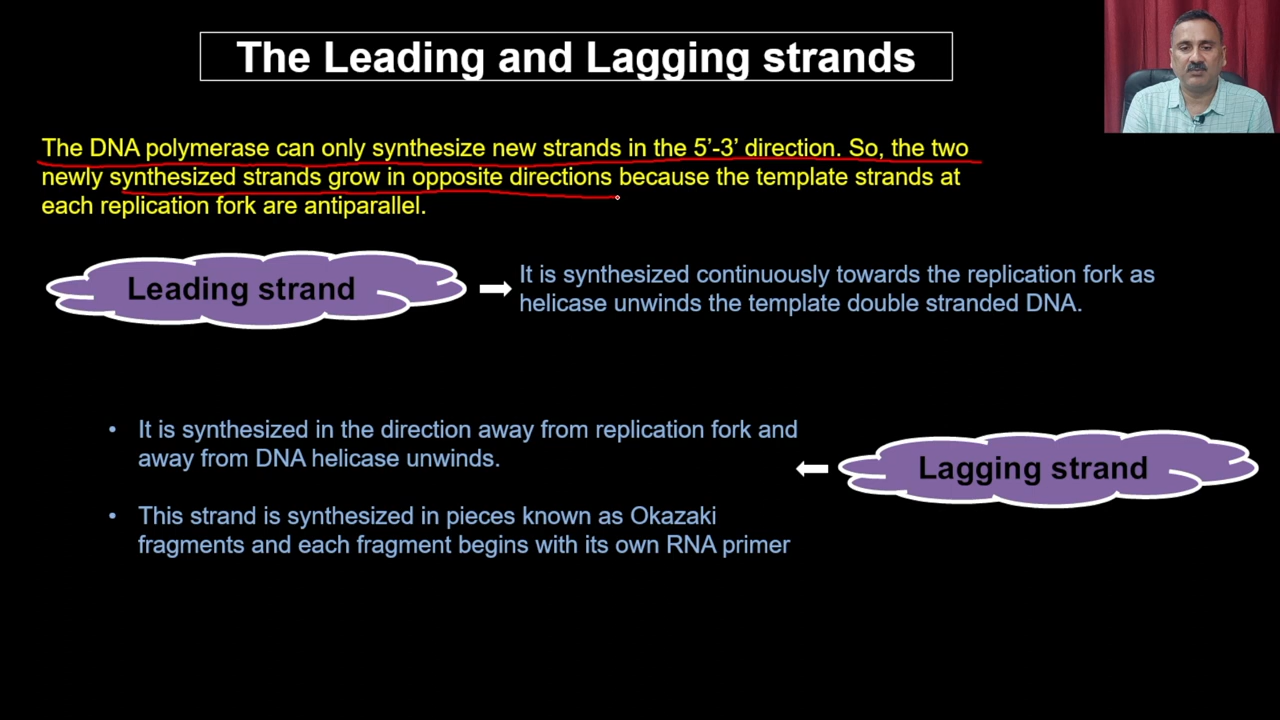 The Leading and Lagging strands
The DNA polymerase can only synthesize new strands in the 5’-3’ direction. So, the two
newly synthesized strands grow in opposite directions because the template strands at
each replication fork are antiparallel.
Leading strand
It is synthesized continuously towards the replication fork as
helicase unwinds the template double stranded DNA.
• It is synthesized in the direction away from replication fork and
away from DNA helicase unwinds.
Lagging strand
• This strand is synthesized in pieces known as Okazaki
fragments and each fragment begins with its own RNA primer